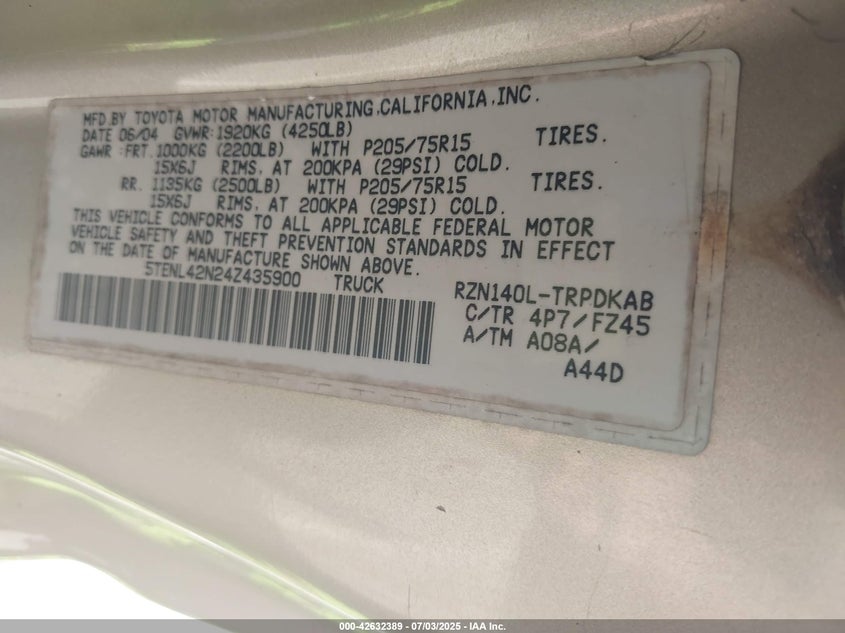 MFD.BY TOYOTA MOTOR MANUFACTURING,CALIFORNIA,INC.
DATE 06/04 GVWR:1920KG (4250LB)
GAWR :FRT.1000KG (2200LB) WITH P205/75R15 TIRES.
15X6J RIMS, AT 200KPA (29PSI) COLD.
RR. 1135KG (2500LB) WITH P205/75R15 TIRES.
15X6J RIMS, AT 200KPA (29PSI) COLD.
THIS VEHICLE CONFORMS TO ALL APPLICABLE FEDERAL MOTOR
VEHICLE SAFETY AND THEFT PREVENTION STANDARDS IN EFFECT
ON THE DATE OF MANUFACTURE SHOWN ABOVE.
5TENL42N24Z435900 TRUCK
RZN140L-TRPDKAB
C/TR 4P7/FZ45
A/TM A08A/
A44D
000-42632389 - 07/03/2025 - IAA Inc.